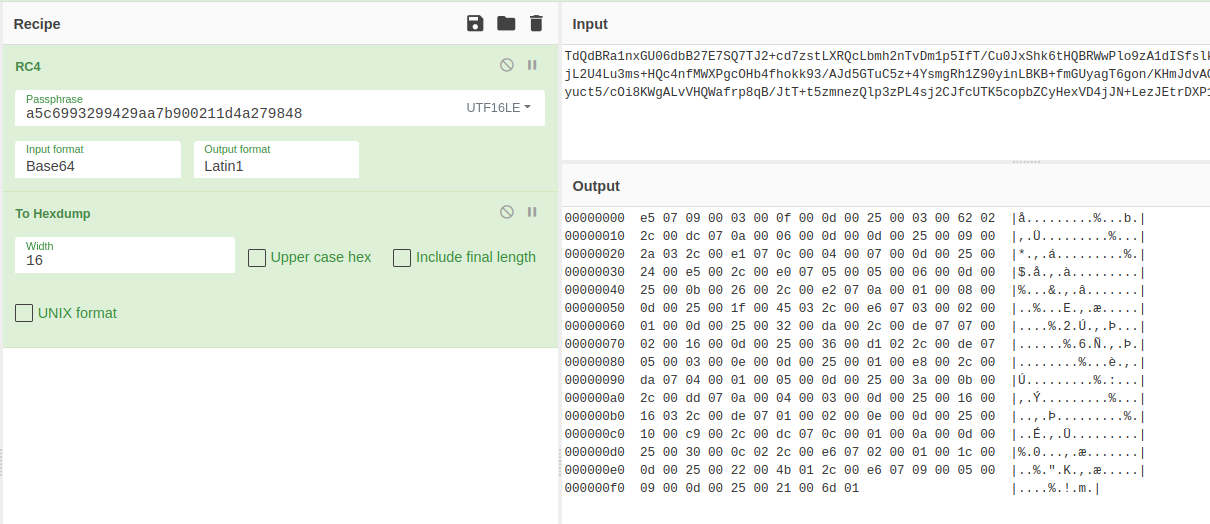 Recipe
RC4
Passphrase
a5c6993299429aa7b900211d4a279848
UTF16LE
Input format
Base64
Output format
Latin1
To Hexdump
Width
16
Upper case hex
Include final length
UNIX format
Input
TdQdBRa1nxGU06dbB27E7SQ7TJ2+cd7zstLXRQcLbmh2nTvDm1p5IfT/Cu0JxShk6tHQBRWwPlo9zA1dISfsl
jL2U4Lu3ms+HQc4nfMWXPgcOHb4fhokk93/AJd5GTuC5z+4YsmgRh1Z90yinLBKB+fmGUyagT6gon/KHmJdvA
yuct5/cOi8KWgALvVHQWafrp8qB/JtT+t5zmnezQlp3zPL4sj2CJfcUTK5copbZCyHexVD4jJN+LezJEtrDXP
Output
00000000  e5 07 09 00 03 00 0f 00 0d 00 25 00 03 00 62 02  |å.........%...b.|
00000010  2c 00 dc 07 0a 00 06 00 0d 00 0d 00 25 00 09 00  |,.Ü.........%...|
00000020  2a 03 2c 00 e1 07 0c 00 04 00 07 00 0d 00 25 00  |*.,.á.........%.|
00000030  24 00 e5 00 2c 00 e0 07 05 00 05 00 06 00 0d 00  |$.å.,.à.........|
00000040  25 00 0b 00 26 00 2c 00 e2 07 0a 00 01 00 08 00  |%...&.,.â.......|
00000050  0d 00 25 00 1f 00 45 03 2c 00 e6 07 03 00 02 00  |..%...E.,.æ.....|
00000060  01 00 0d 00 25 00 32 00 da 00 2c 00 de 07 07 00  |....%.2.Ú.,.Þ...|
00000070  02 00 16 00 0d 00 25 00 36 00 d1 02 2c 00 de 07  |......%.6.Ñ.,.Þ.|
00000080  05 00 03 00 0e 00 0d 00 25 00 01 00 e8 00 2c 00  |........%...è.,.|
00000090  da 07 04 00 01 00 05 00 0d 00 25 00 3a 00 0b 00  |Ú.........%.:...|
000000a0  2c 00 dd 07 0a 00 04 00 03 00 0d 00 25 00 16 00  |,.Ý.........%...|
000000b0  16 03 2c 00 de 07 01 00 02 00 0e 00 0d 00 25 00  |..,.Þ.........%.|
000000c0  10 00 c9 00 2c 00 dc 07 0c 00 01 00 0a 00 0d 00  |..É.,.Ü.........|
000000d0  25 00 30 00 0c 02 2c 00 e6 07 02 00 01 00 1c 00  |%.0...,.æ.......|
000000e0  0d 00 25 00 22 00 4b 01 2c 00 e6 07 09 00 05 00  |..%.".K.,.æ.....|
000000f0  09 00 0d 00 25 00 21 00 6d 01                    |....%.!.m.|